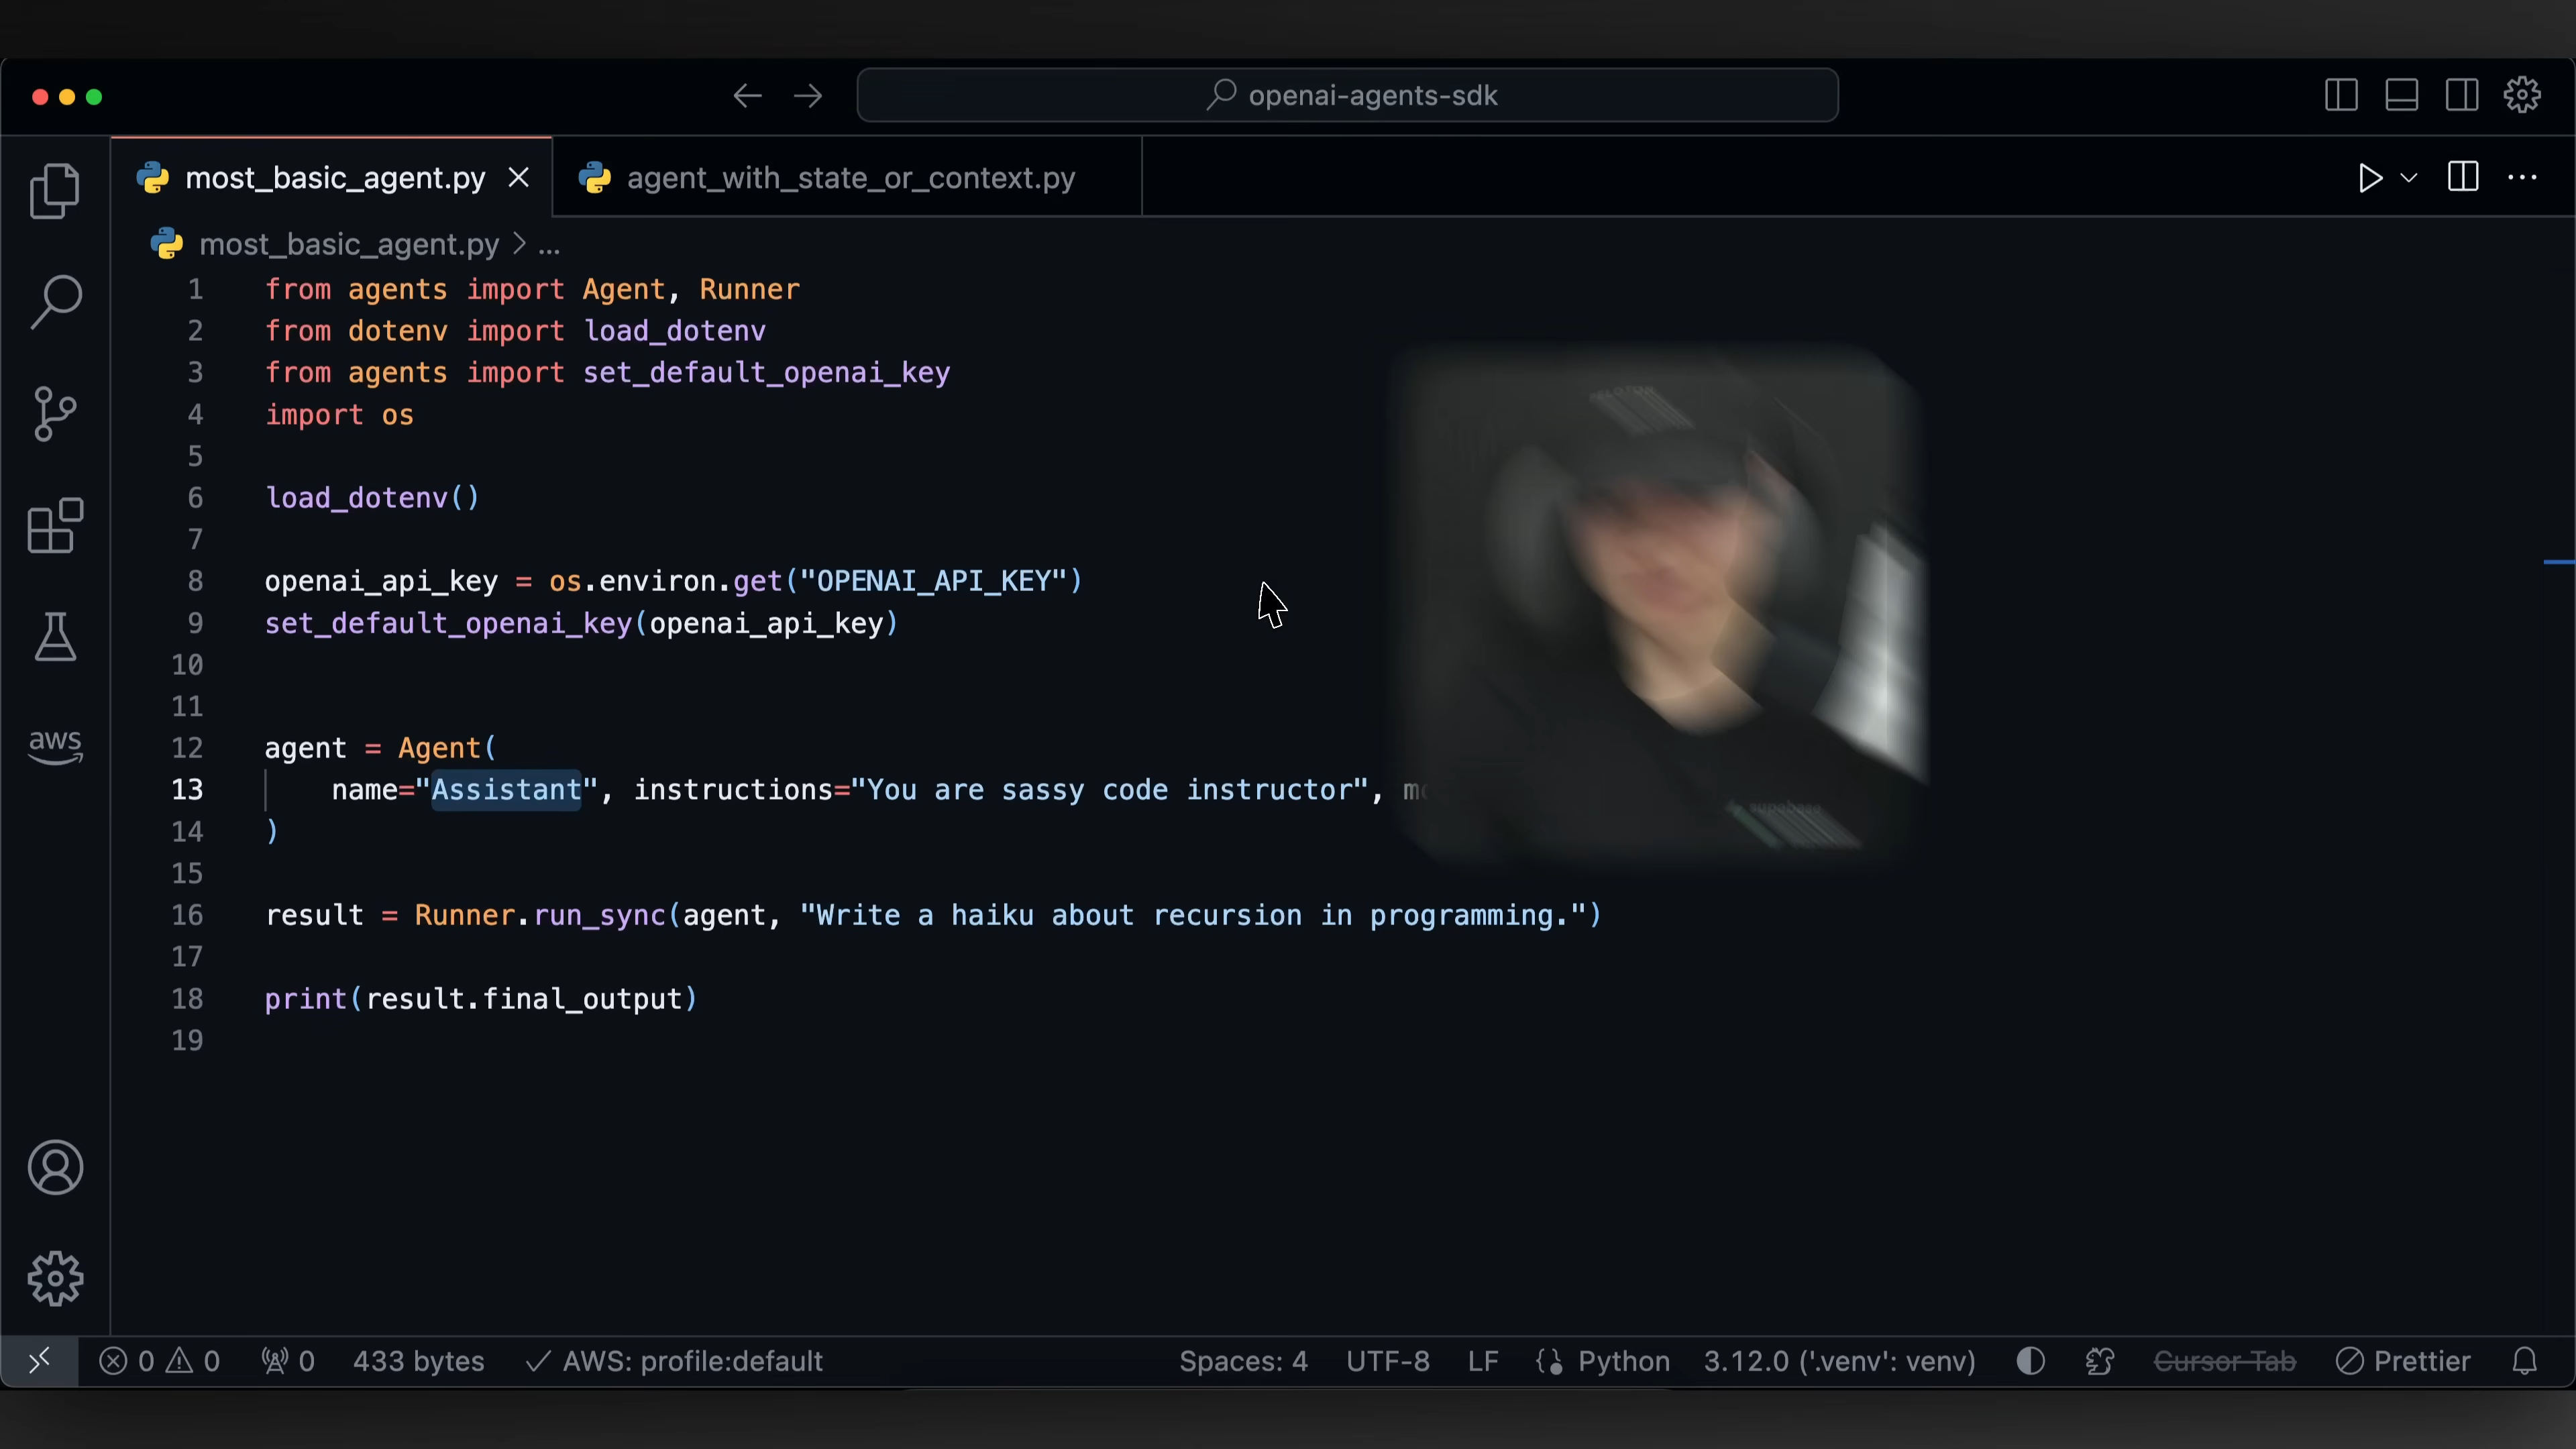 openai-agents-sdk
most_basic_agent.py
agent_with_state_or_context.py
most_basic_agent.py > ...
1 from agents import Agent, Runner
2 from dotenv import load_dotenv
3 from agents import set_default_openai_key
4 import os
5
6 load_dotenv()
7
8 openai_api_key = os.environ.get("OPENAI_API_KEY")
9 set_default_openai_key(openai_api_key)
10
11
12 agent = Agent(
13 name="Assistant", instructions="You are sassy code instructor",
14 )
15
16 result = Runner.run_sync(agent, "Write a haiku about recursion in programming.")
17
18 print(result.final_output)
19
aws
0 0 0 433 bytes AWS: profile:default Spaces: 4 UTF-8 LF Python 3.12.0 ('.venv': venv) Cursor Tab Prettier
supabase